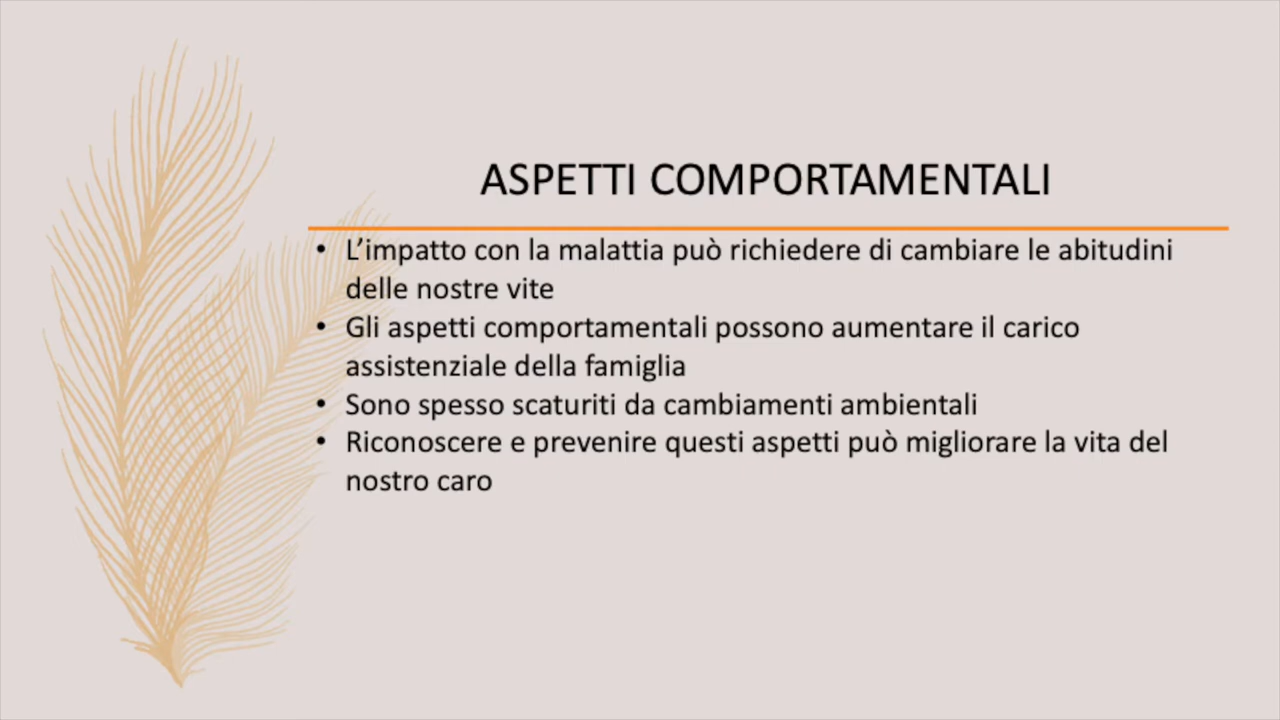 ASPETTI COMPORTAMENTALI
• L’impatto con la malattia può richiedere di cambiare le abitudini
delle nostre vite
• Gli aspetti comportamentali possono aumentare il carico
assistenziale della famiglia
• Sono spesso scaturiti da cambiamenti ambientali
• Riconoscere e prevenire questi aspetti può migliorare la vita del
nostro caro